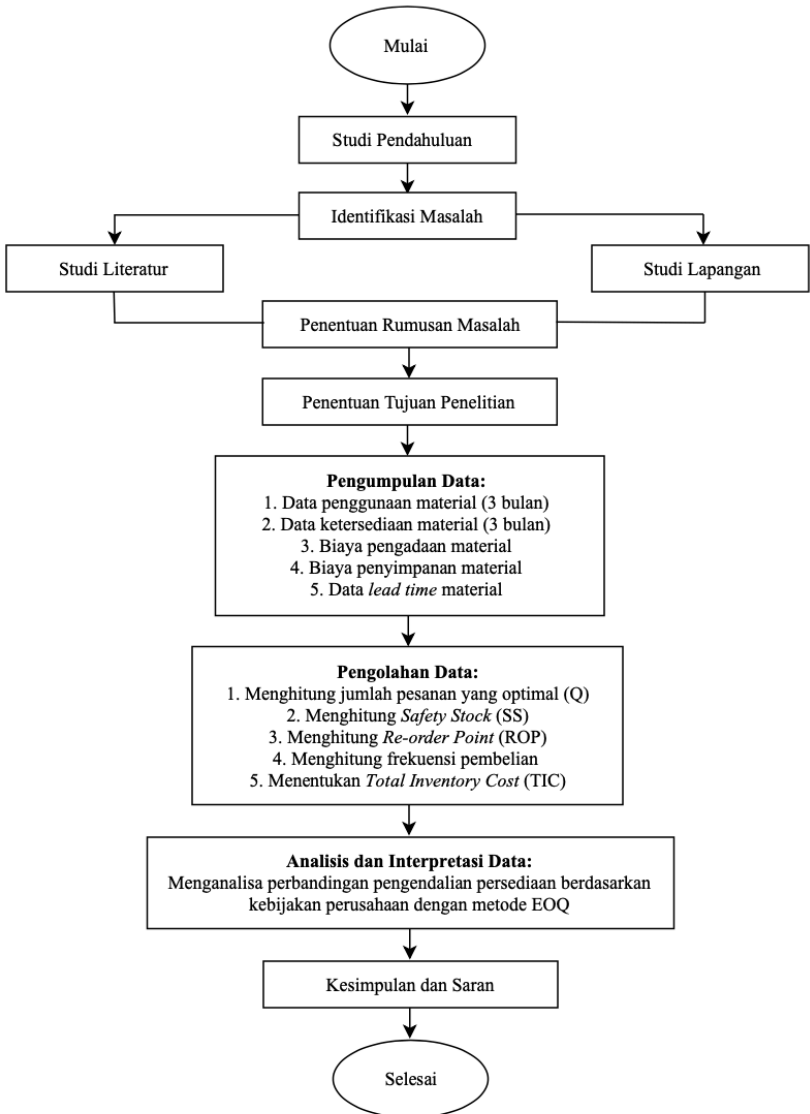 Mulai
Studi Pendahuluan
Identifikasi Masalah
Studi Literatur
Studi Lapangan
Penentuan Rumusan Masalah
Penentuan Tujuan Penelitian
Pengumpulan Data:
1. Data penggunaan material (3 bulan)
2. Data ketersediaan material (3 bulan)
3. Biaya pengadaan material
4. Biaya penyimpanan material
5. Data lead time material
Pengolahan Data:
1. Menghitung jumlah pesanan yang optimal (Q)
2. Menghitung Safety Stock (SS)
3. Menghitung Re-order Point (ROP)
4. Menghitung frekuensi pembelian
5. Menentukan Total Inventory Cost (TIC)
Analisis dan Interpretasi Data:
Menganalisa perbandingan pengendalian persediaan berdasarkan
kebijakan perusahaan dengan metode EOQ
Kesimpulan dan Saran
Selesai